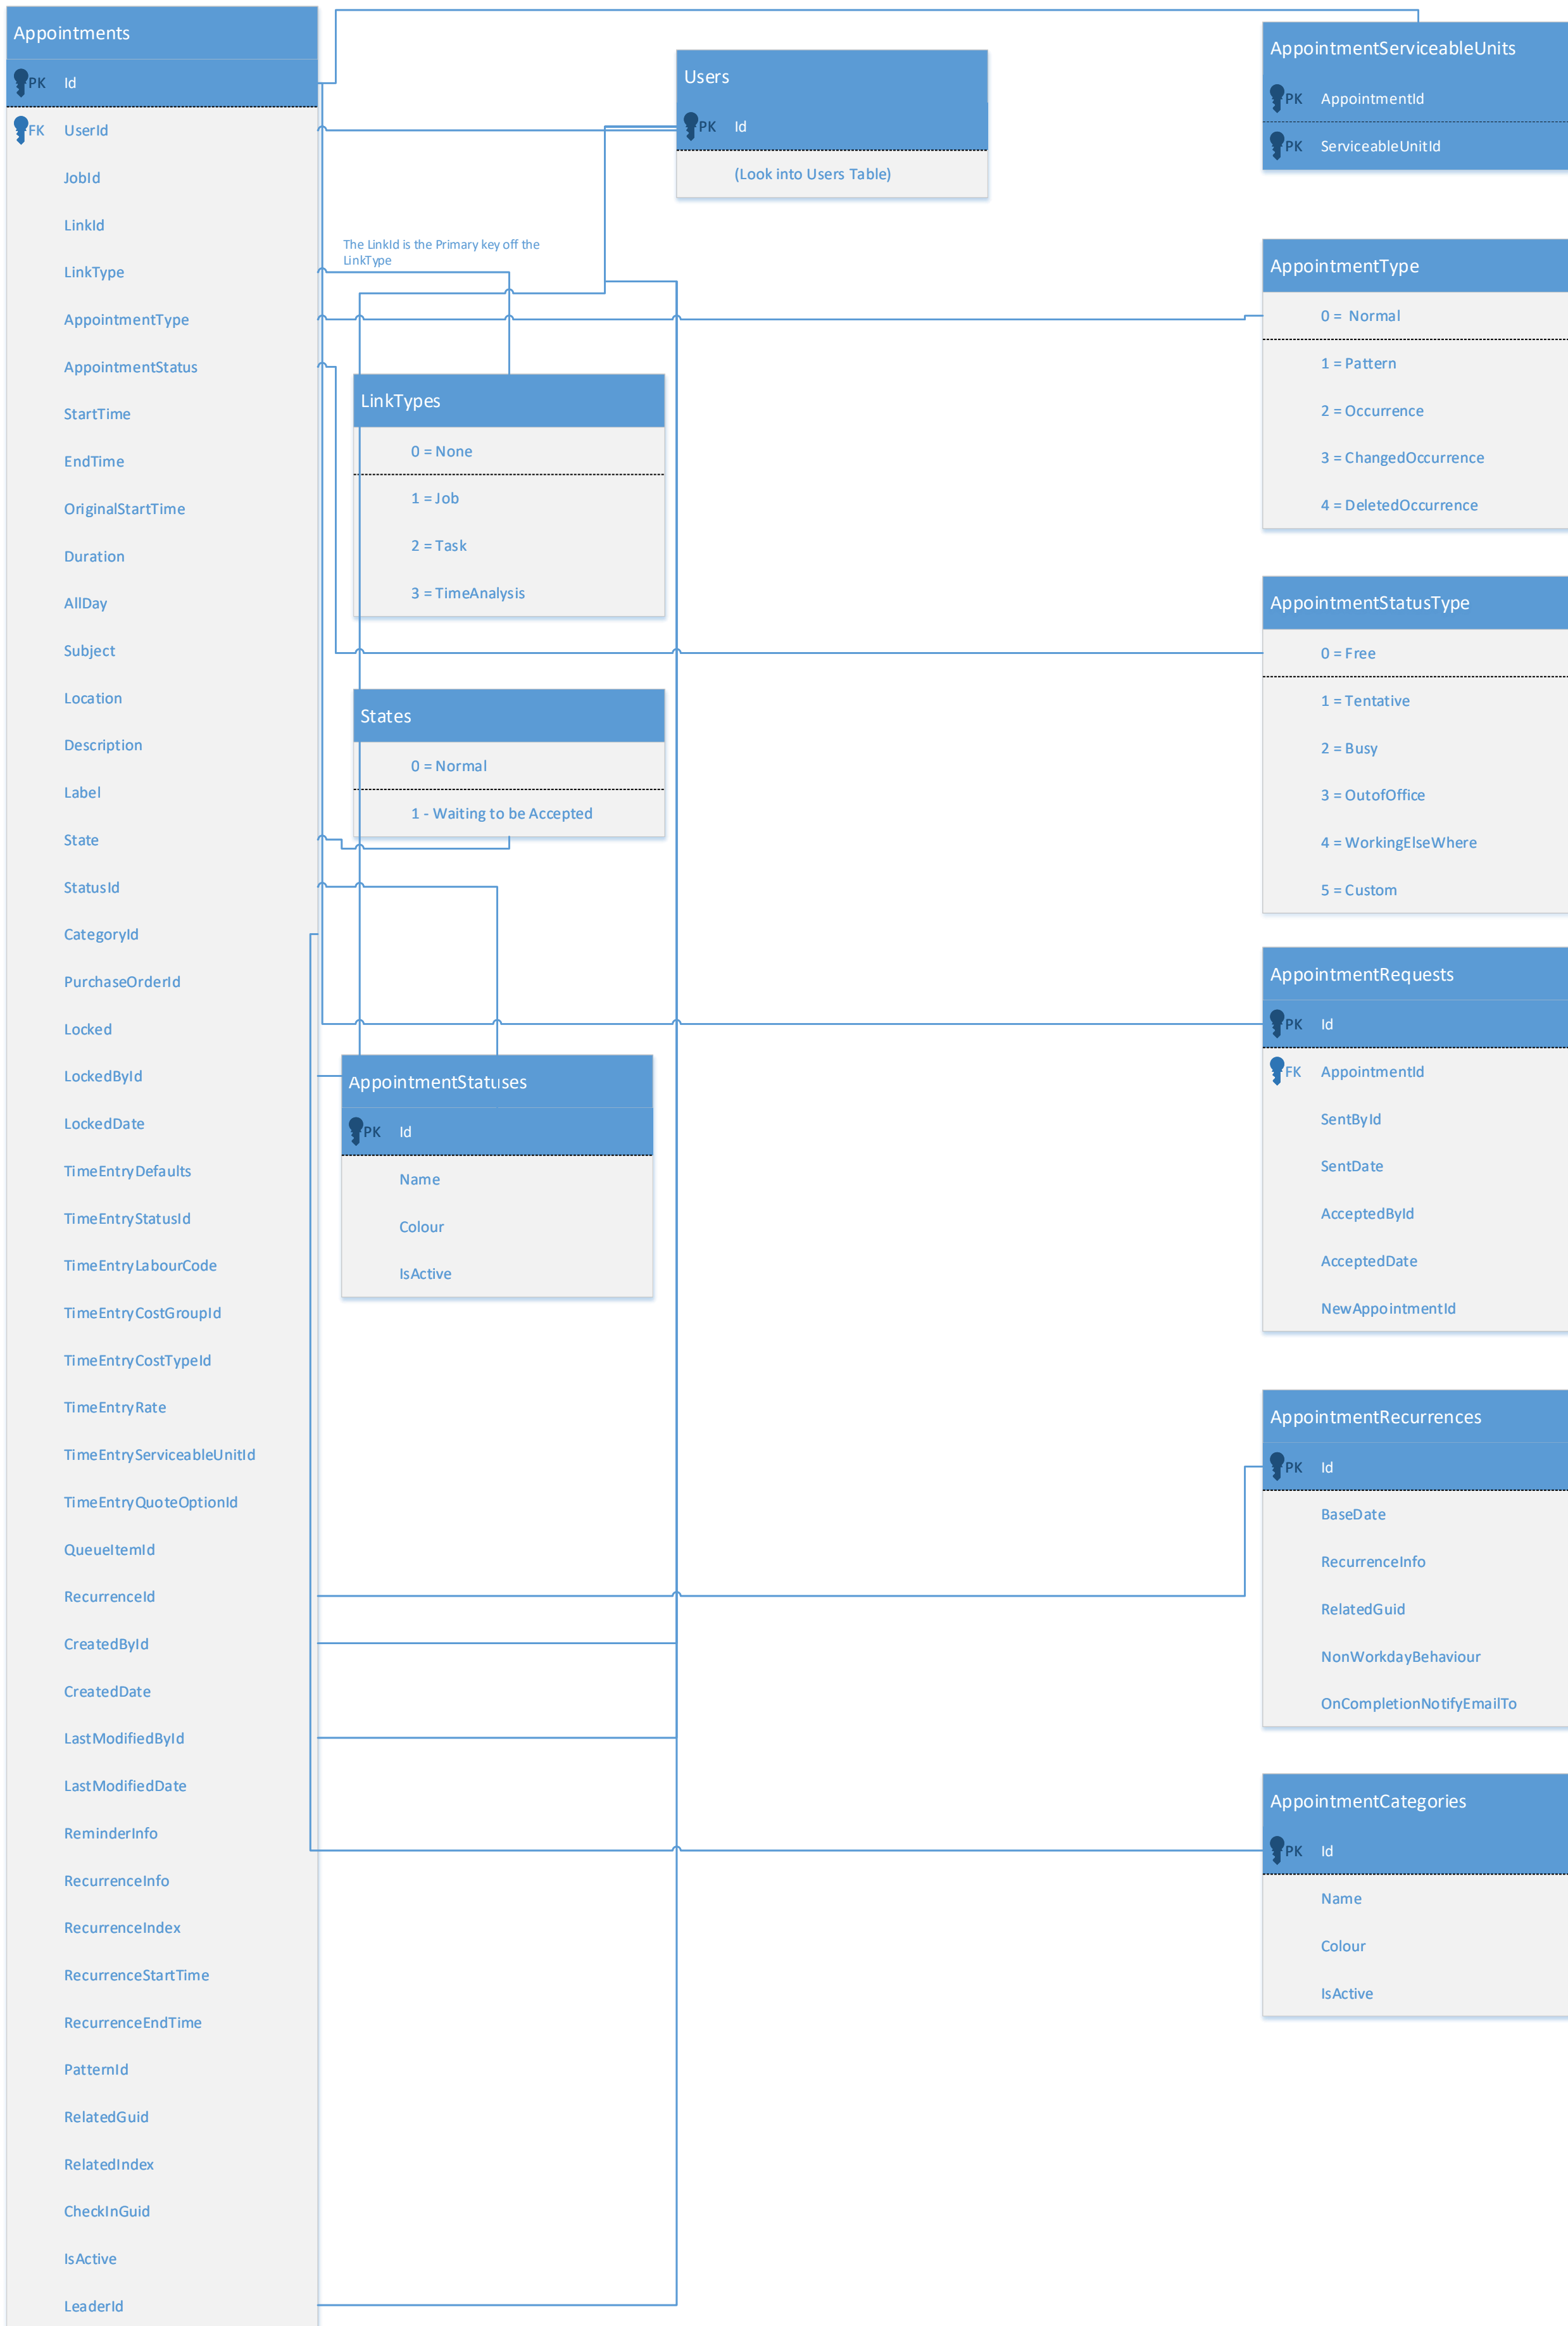 Appointments
PK Id
FK UserId
JobId
LinkId
LinkType
AppointmentType
AppointmentStatus
StartTime
EndTime
OriginalStartTime
Duration
AllDay
Subject
Location
Description
Label
State
StatusId
CategoryId
PurchaseOrderId
Locked
LockedById
LockedDate
TimeEntryDefaults
TimeEntryStatusId
TimeEntryLabourCode
TimeEntryCostGroupId
TimeEntryCostTypeId
TimeEntryRate
TimeEntryServiceableUnitId
TimeEntryQuoteOptionId
QueueItemId
RecurrenceId
CreatedById
CreatedDate
LastModifiedById
LastModifiedDate
ReminderInfo
RecurrenceInfo
RecurrenceIndex
RecurrenceStartTime
RecurrenceEndTime
PatternId
RelatedGuid
RelatedIndex
CheckInGuid
IsActive
LeaderId
Users
PK Id
(Look into Users Table)
The LinkId is the Primary key off the
LinkType
LinkTypes
0 = None
1 = Job
2 = Task
3 = TimeAnalysis
States
0 = Normal
1 - Waiting to be Accepted
AppointmentStatuses
PK Id
Name
Colour
IsActive
AppointmentServiceableUnits
PK AppointmentId
PK ServiceableUnitId
AppointmentType
0 = Normal
1 = Pattern
2 = Occurrence
3 = ChangedOccurrence
4 = DeletedOccurrence
AppointmentStatusType
0 = Free
1 = Tentative
2 = Busy
3 = OutofOffice
4 = WorkingElseWhere
5 = Custom
AppointmentRequests
PK Id
FK AppointmentId
SentById
SentDate
AcceptedById
AcceptedDate
NewAppointmentId
AppointmentRecurrences
PK Id
BaseDate
RecurrenceInfo
RelatedGuid
NonWorkdayBehaviour
OnCompletionNotifyEmailTo
AppointmentCategories
PK Id
Name
Colour
IsActive